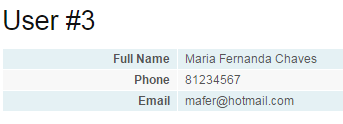 User #3
Full Name Maria Fernanda Chaves
Phone 81234567
Email mafer@hotmail.com